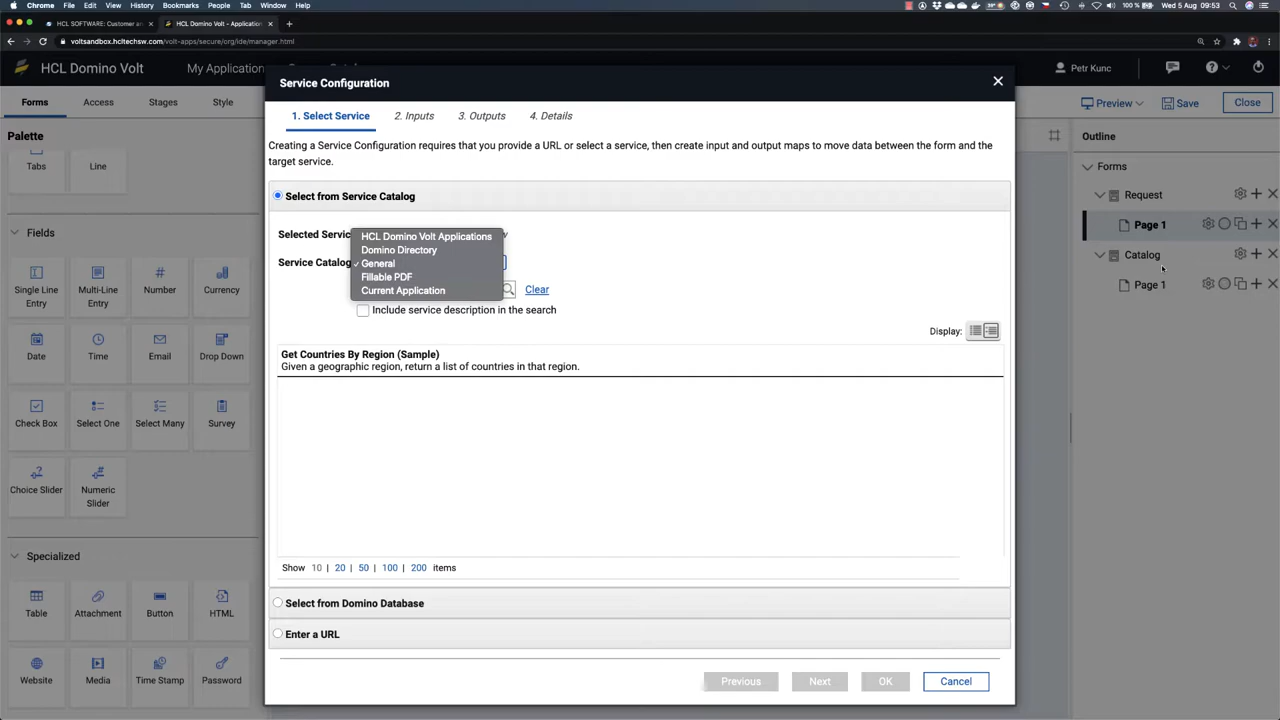 Chrome File Edit View History Bookmarks People Tab Window Help 100 % Wed 5 Aug 09:53
HCL SOFTWARE: Customer an × HCL Domino Volt - Application × +
voltsandbox.hcltechsw.com/volt-apps/secure/org/ide/manager.html
HCL Domino Volt My Application Petr Kunc
Service Configuration
Forms Access Stages Style
1. Select Service 2. Inputs 3. Outputs 4. Details
Preview Save Close
Palette
Outline
Creating a Service Configuration requires that you provide a URL or select a service, then create input and output maps to move data between the form and the
target service.
Tabs Line
Forms
Select from Service Catalog
Request
Page 1
Catalog
Page 1
Fields
Selected Servic
Service Catalog
HCL Domino Volt Applications
Domino Directory
✓ General
Fillable PDF
Current Application
Clear
Include service description in the search
Display:
Single Line
Entry
Multi-Line
Entry
Number
Currency
Date Time Email Drop Down
Get Countries By Region (Sample)
Given a geographic region, return a list of countries in that region.
Check Box Select One Select Many Survey
Choice Slider
Numeric
Slider
Specialized
Show 10 | 20 | 50 | 100 | 200 items
Table Attachment Button HTML
Select from Domino Database
Enter a URL
Website Media Time Stamp Password
Previous Next OK Cancel